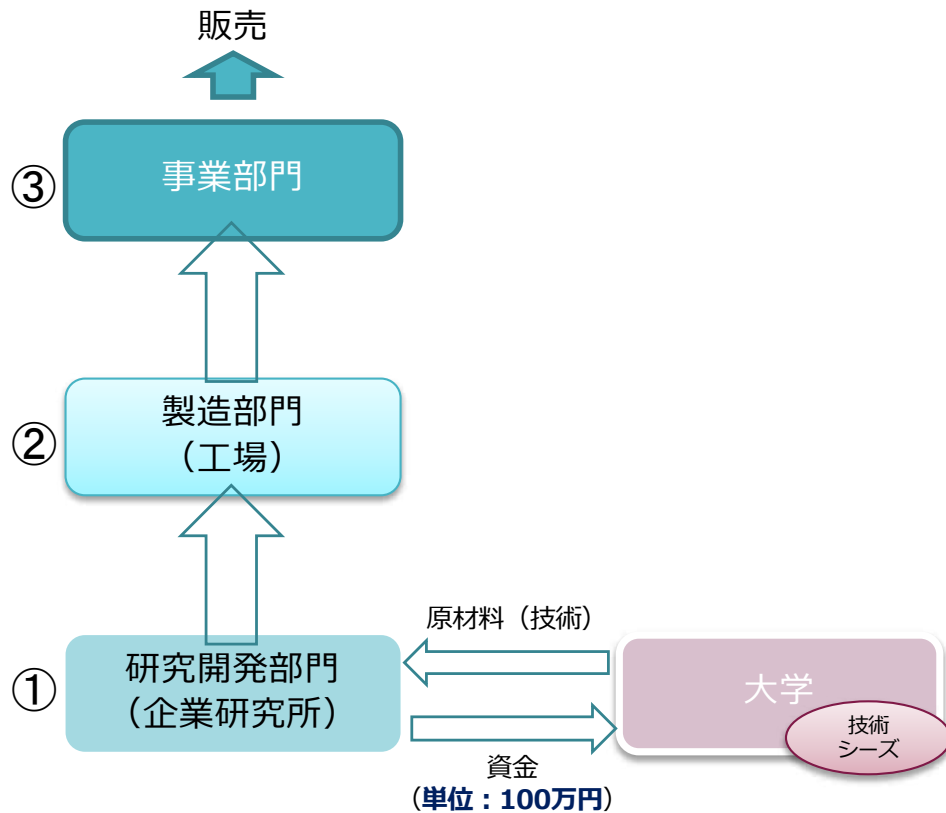 販売
③
事業部門
②
製造部門
（工場）
原材料（技術）
①
研究開発部門
（企業研究所）
大学
技術
シーズ
資金
（単位：100万円）